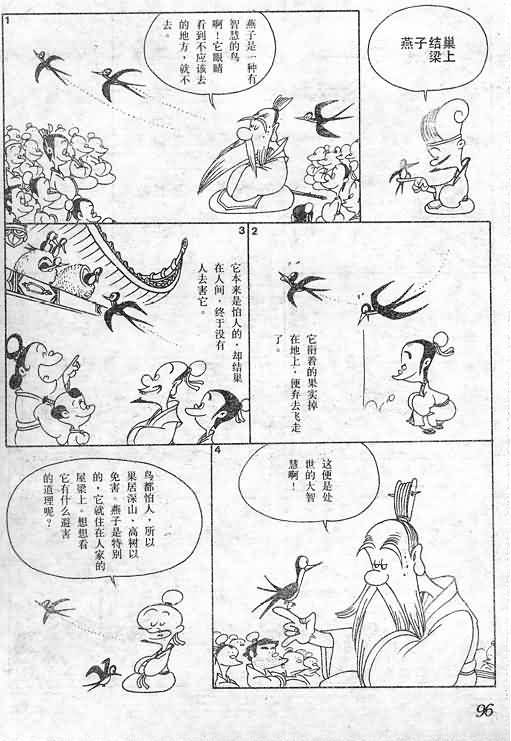 燕子结巢
梁上
1
燕子是一种有
智慧的鸟
啊！它眼睛
看到不应该去
的地方，就不
去。
2
它衔着的果实掉
在地上，便弃去飞走
了。
3
它本来是怕人的，却结巢
在人间，终于没有
人去害它。
4
这便是处
世的大智
慧啊！
鸟都怕人，所以
巢居深山、高树以
免害。燕子是特别
的，它就住在人家的
屋梁上。想想看
它有什么避害
的道理呢？
96